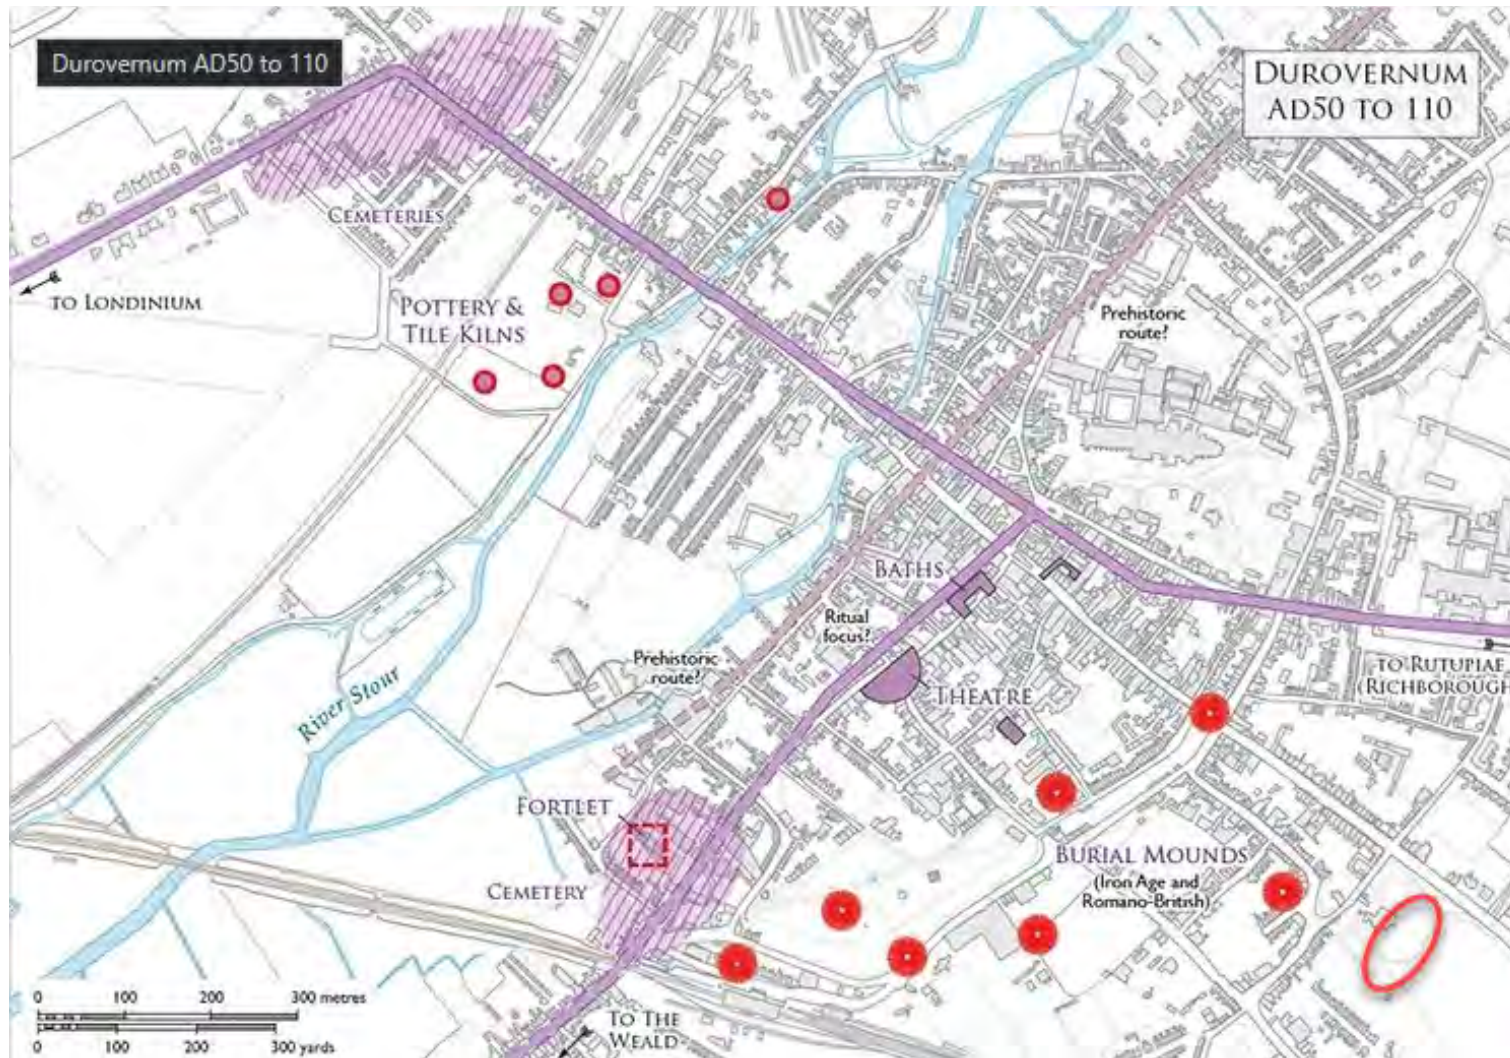 Durovernum AD50 to 110
DUROVERNUM
AD50 TO 110
CEMETERIES
TO LONDINIUM
POTTERY &
TILE KILNS
Prehistoric
route?
BATHS
Ritual
focus?
Prehistoric
route?
THEATRE
TO RUTUPIAE
(RICHBOROUGH
River Stour
FORTLET
CEMETERY
BURIAL MOUNDS
(Iron Age and
Romano-British)
0 100 200 300 metres
0 100 200 300 yards
TO THE
WEALD